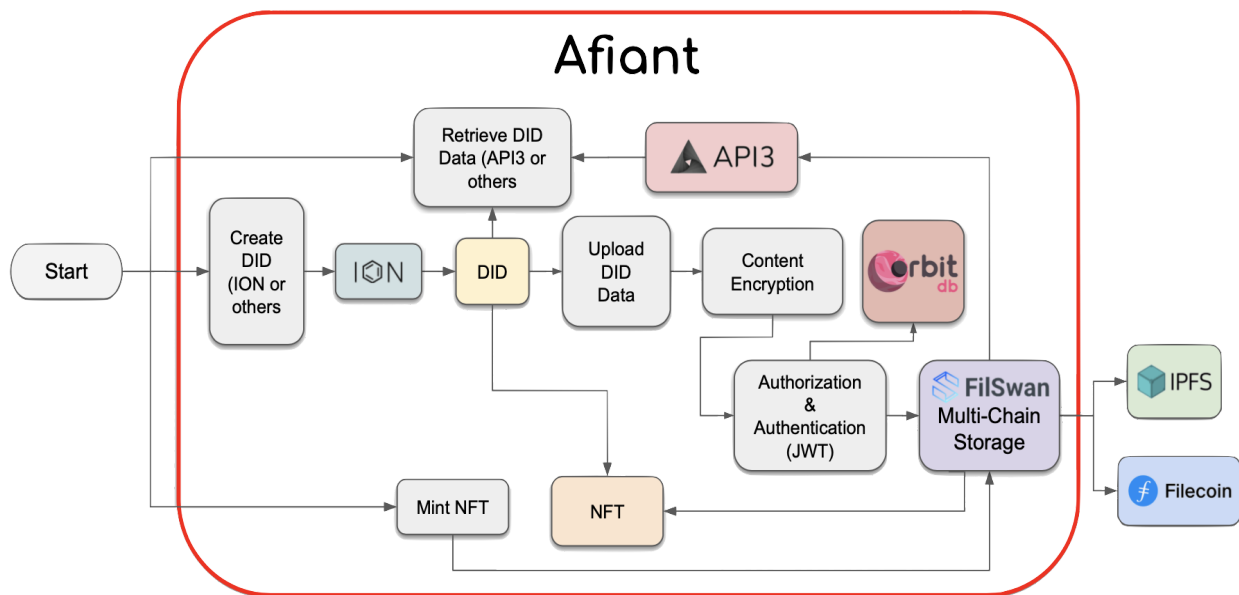 Afiant
Retrieve DID
Data (API3 or
others
API3
Start
Create
DID
(ION or
others
ION
DID
Upload
DID
Data
Content
Encryption
Orbit
db
Authorization
&
Authentication
(JWT)
FilSwan
Multi-Chain
Storage
IPFS
Filecoin
Mint NFT
NFT